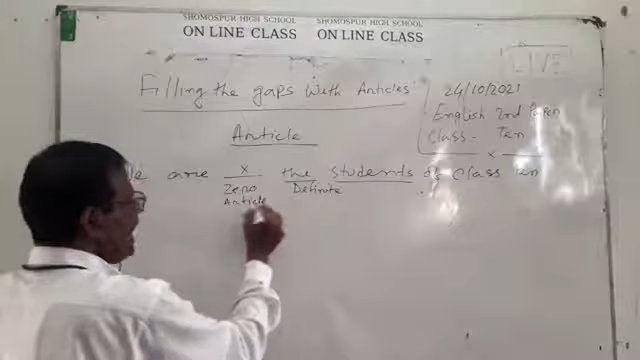 SHOMOSPUR HIGH SCHOOL SHOMOSPUR HIGH SCHOOL
ON LINE CLASS ON LINE CLASS
LIVE
Filling the gaps with Articles
24/10/2021
English 2nd Paper
Class - Ten
x
Article
are x the students of class ten
Zero Definite
Article